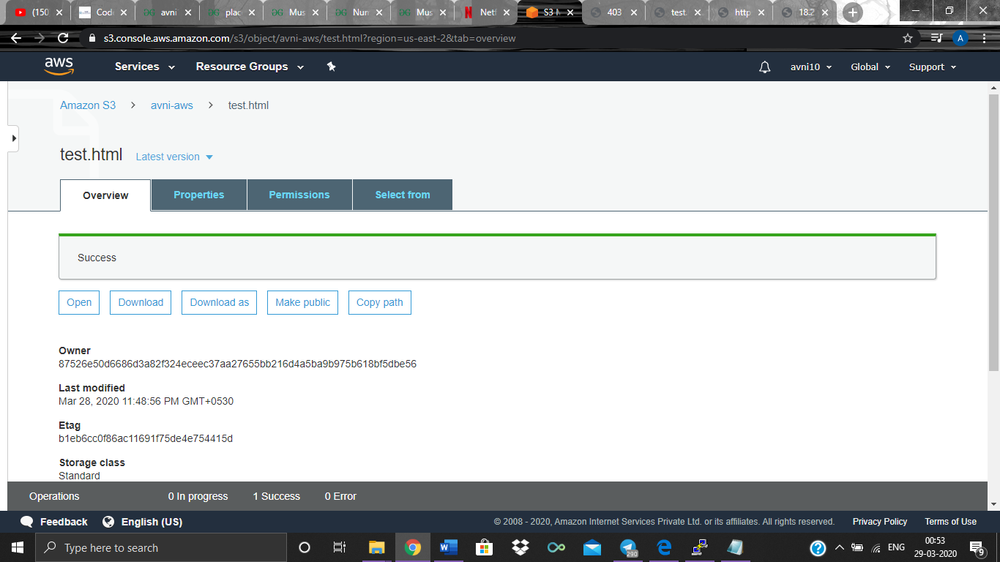 (150
Cod
avni
plac
Mus
Nun
Mus
N Netf
S3 M
403
test.
http
18.2
s3.console.aws.amazon.com/s3/object/avni-aws/test.html?region=us-east-2&tab=overview
A
aws Services Resource Groups avni10 Global Support
Amazon S3 > avni-aws > test.html
test.html Latest version
Overview Properties Permissions Select from
Success
Open Download Download as Make public Copy path
Owner
87526e50d6686d3a82f324eceec37aa27655bb216d4a5ba9b975b618bf5dbe56
Last modified
Mar 28, 2020 11:48:56 PM GMT+0530
Etag
b1eb6cc0f86ac11691f75de4e754415d
Storage class
Standard
Operations 0 In progress 1 Success 0 Error
Feedback English (US) © 2008 - 2020, Amazon Internet Services Private Ltd. or its affiliates. All rights reserved. Privacy Policy Terms of Use
Type here to search
W
290
ENG
00:53
29-03-2020
9